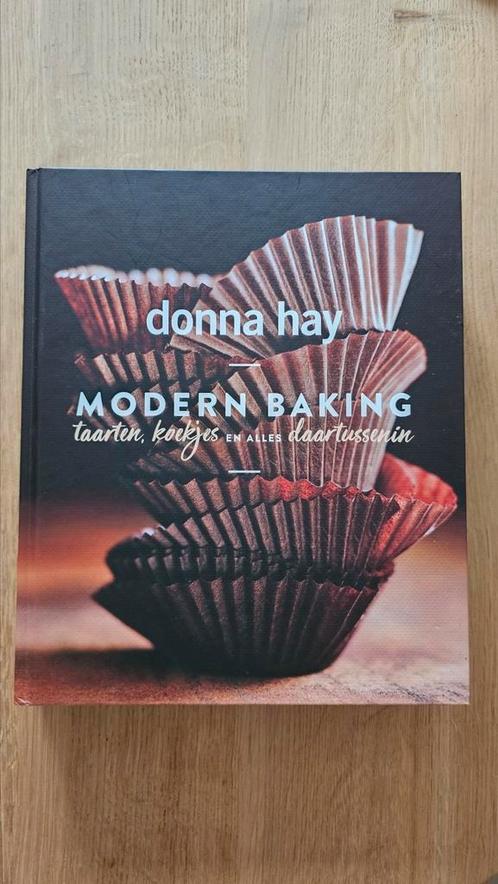 donna hay
MODERN BAKING
taarten, koekjes EN ALLES daartussenin